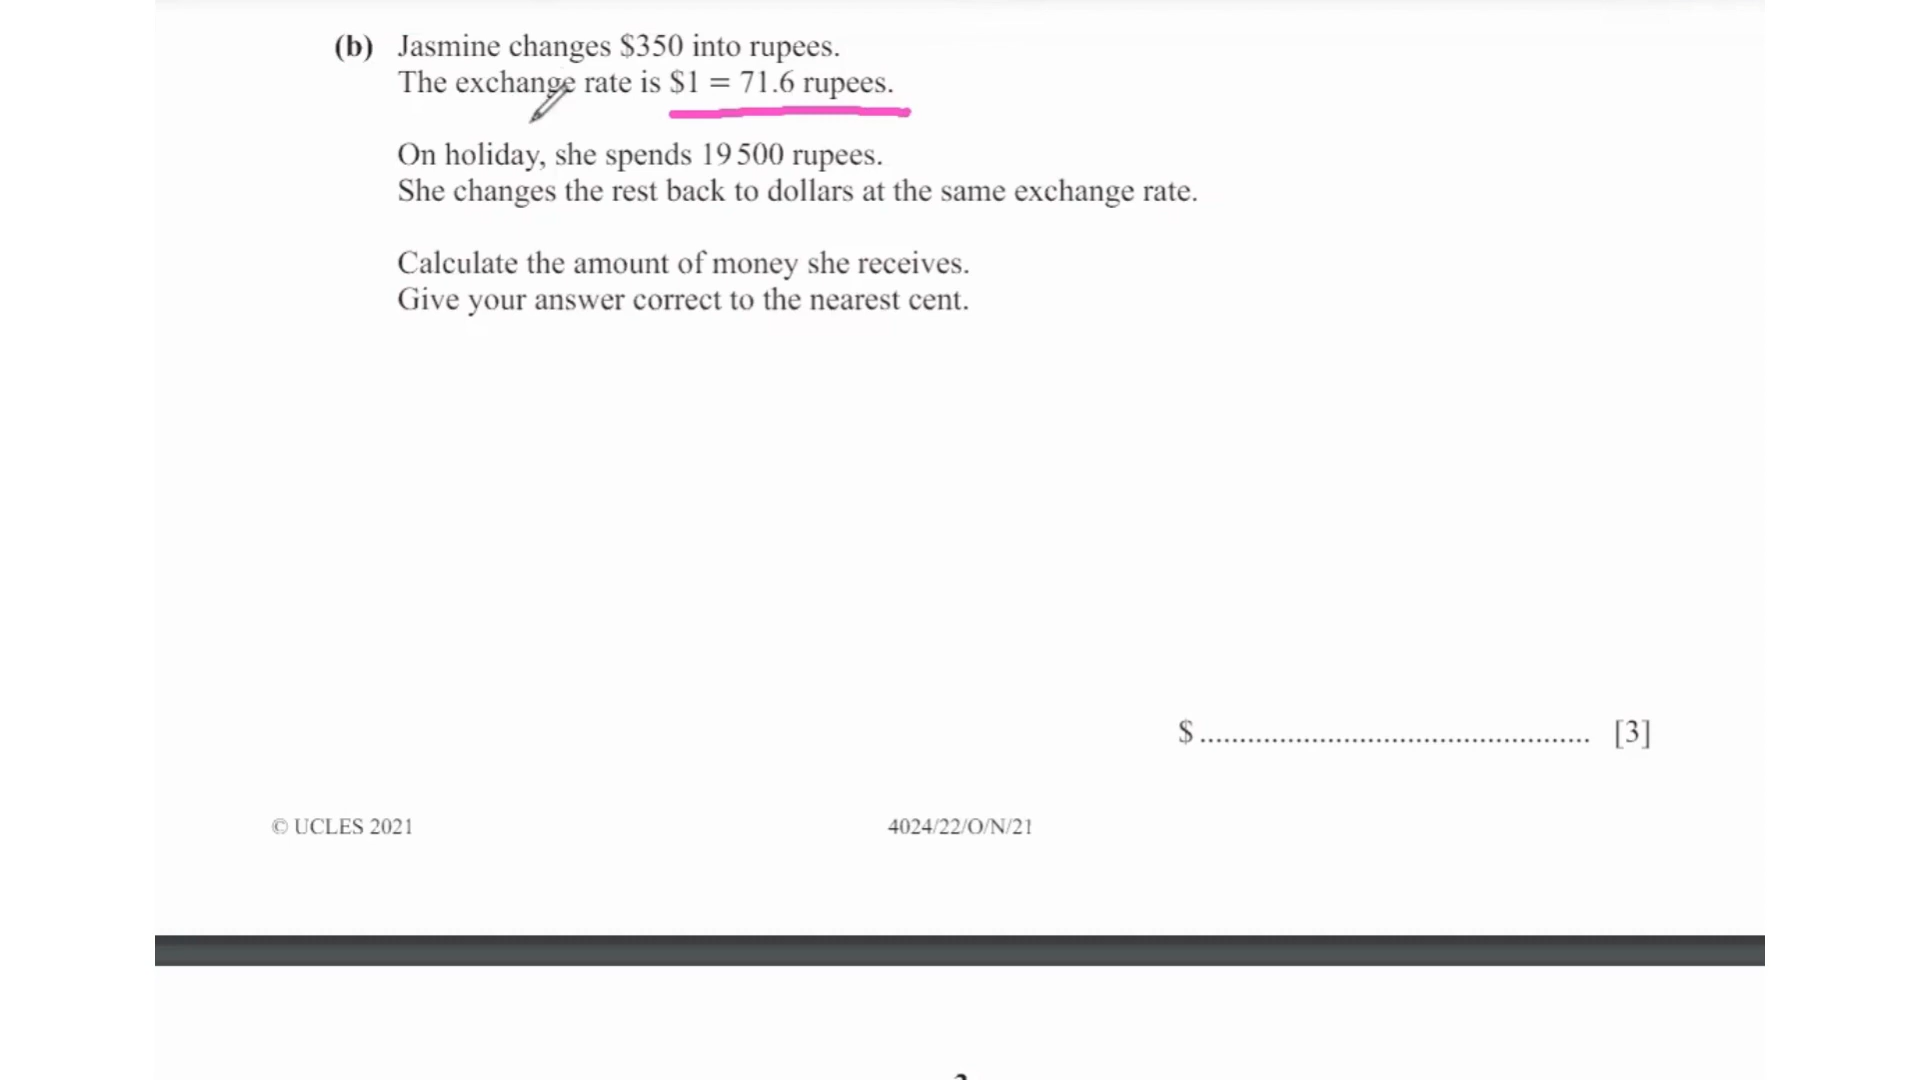 (b) Jasmine changes $350 into rupees.
The exchange rate is $1 = 71.6 rupees.
On holiday, she spends 19 500 rupees.
She changes the rest back to dollars at the same exchange rate.
Calculate the amount of money she receives.
Give your answer correct to the nearest cent.
$ ................................................. [3]
© UCLES 2021
4024/22/O/N/21